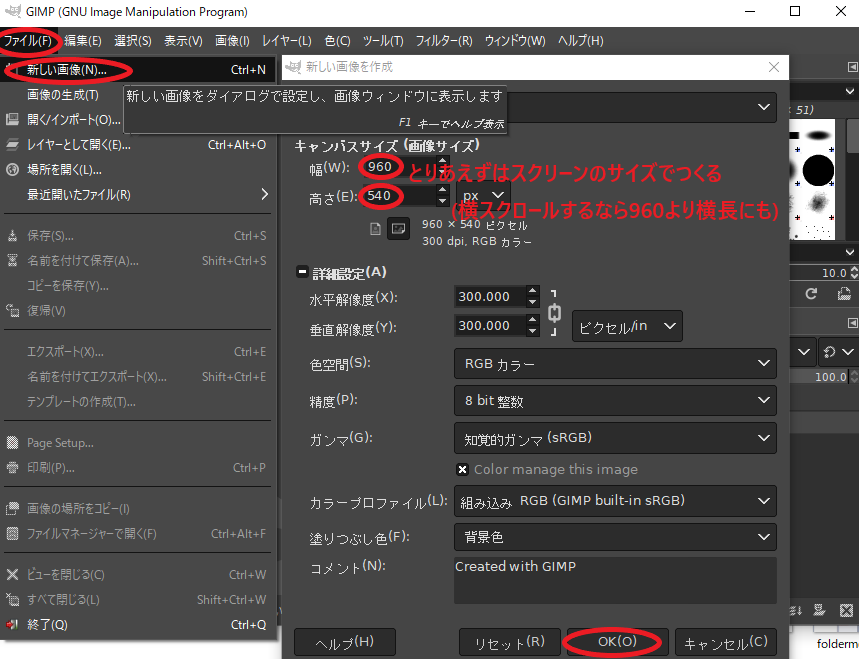 GIMP (GNU Image Manipulation Program)
ファイル(F) 編集(E) 選択(S) 表示(V) 画像(I) レイヤー(L) 色(C) ツール(T) フィルター(R) ウィンドウ(W) ヘルプ(H)
新しい画像(N)... Ctrl+N
新しい画像を作成
画像の生成(T)
新しい画像をダイアログで設定し、画像ウィンドウに表示します
F1 キーでヘルプ表示
開く/インポート(O)...
レイヤーとして開く(E)... Ctrl+Alt+O
場所を開く(L)...
最近開いたファイル(R)
保存(S)... Ctrl+S
名前を付けて保存(A)... Shift+Ctrl+S
コピーを保存(Y)...
復帰(V)
エクスポート(X)... Ctrl+E
名前を付けてエクスポート(X)... Shift+Ctrl+E
テンプレートの作成(T)...
Page Setup...
印刷(P)... Ctrl+P
画像の場所をコピー(I)
ファイルマネージャーで開く(F) Ctrl+Alt+F
ビューを閉じる(C) Ctrl+W
すべて閉じる(L) Shift+Ctrl+W
終了(Q) Ctrl+Q
キャンバスサイズ (画像サイズ)
幅(W): 960
とりあえずはスクリーンのサイズでつくる
高さ(E): 540 px
(横スクロールするなら960より横長にも)
960 × 540 ピクセル
300 dpi, RGB カラー
詳細設定(A)
水平解像度(X): 300.000
垂直解像度(Y): 300.000 ピクセル/in
色空間(S): RGB カラー
精度(P): 8 bit 整数
ガンマ(G): 知覚的ガンマ (sRGB)
Color manage this image
カラープロファイル(L): 組み込み RGB (GIMP built-in sRGB)
塗りつぶし色(F): 背景色
コメント(N): Created with GIMP
ヘルプ(H) リセット(R) OK(O) キャンセル(C)
51)
10.0
100.0